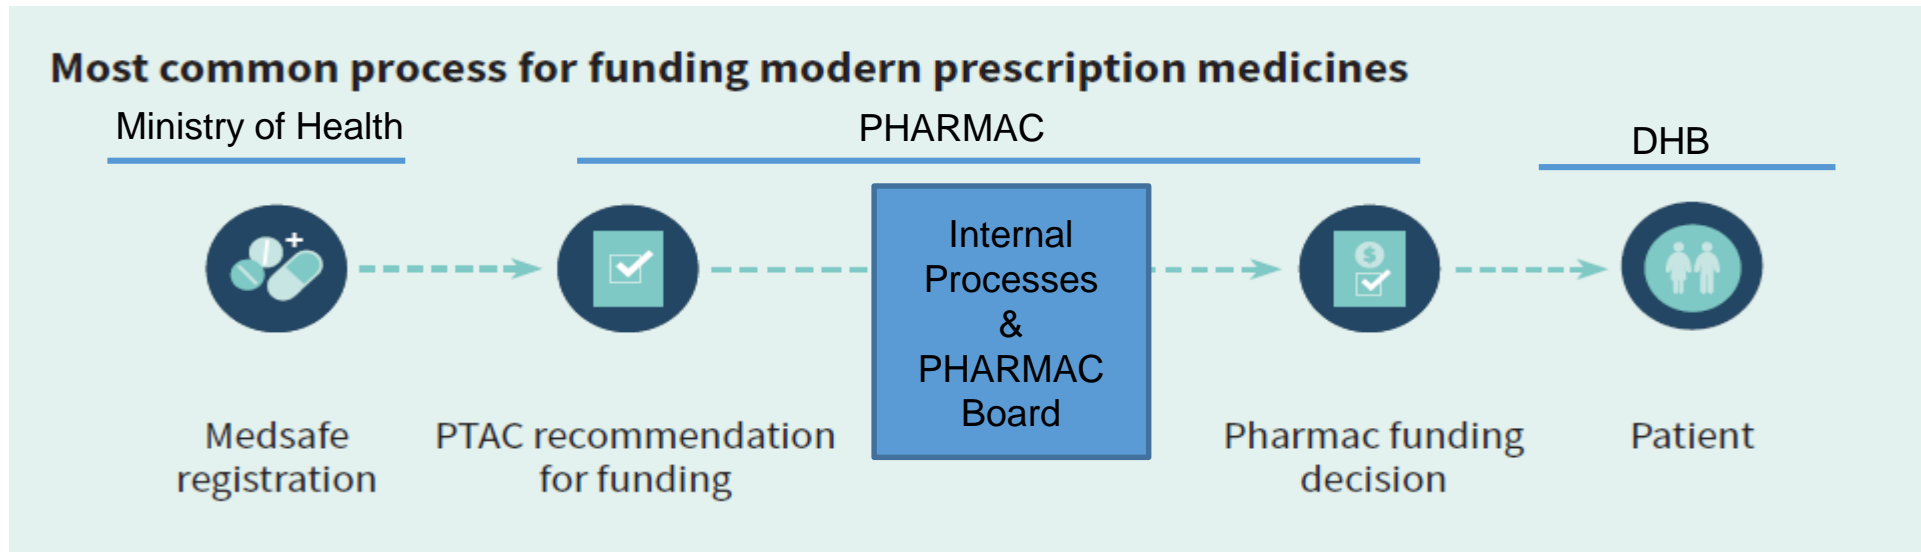 Most common process for funding modern prescription medicines
Ministry of Health
PHARMAC
DHB
$
Internal
Processes
&
PHARMAC
Board
Medsafe
registration
PTAC recommendation
for funding
Pharmac funding
decision
Patient